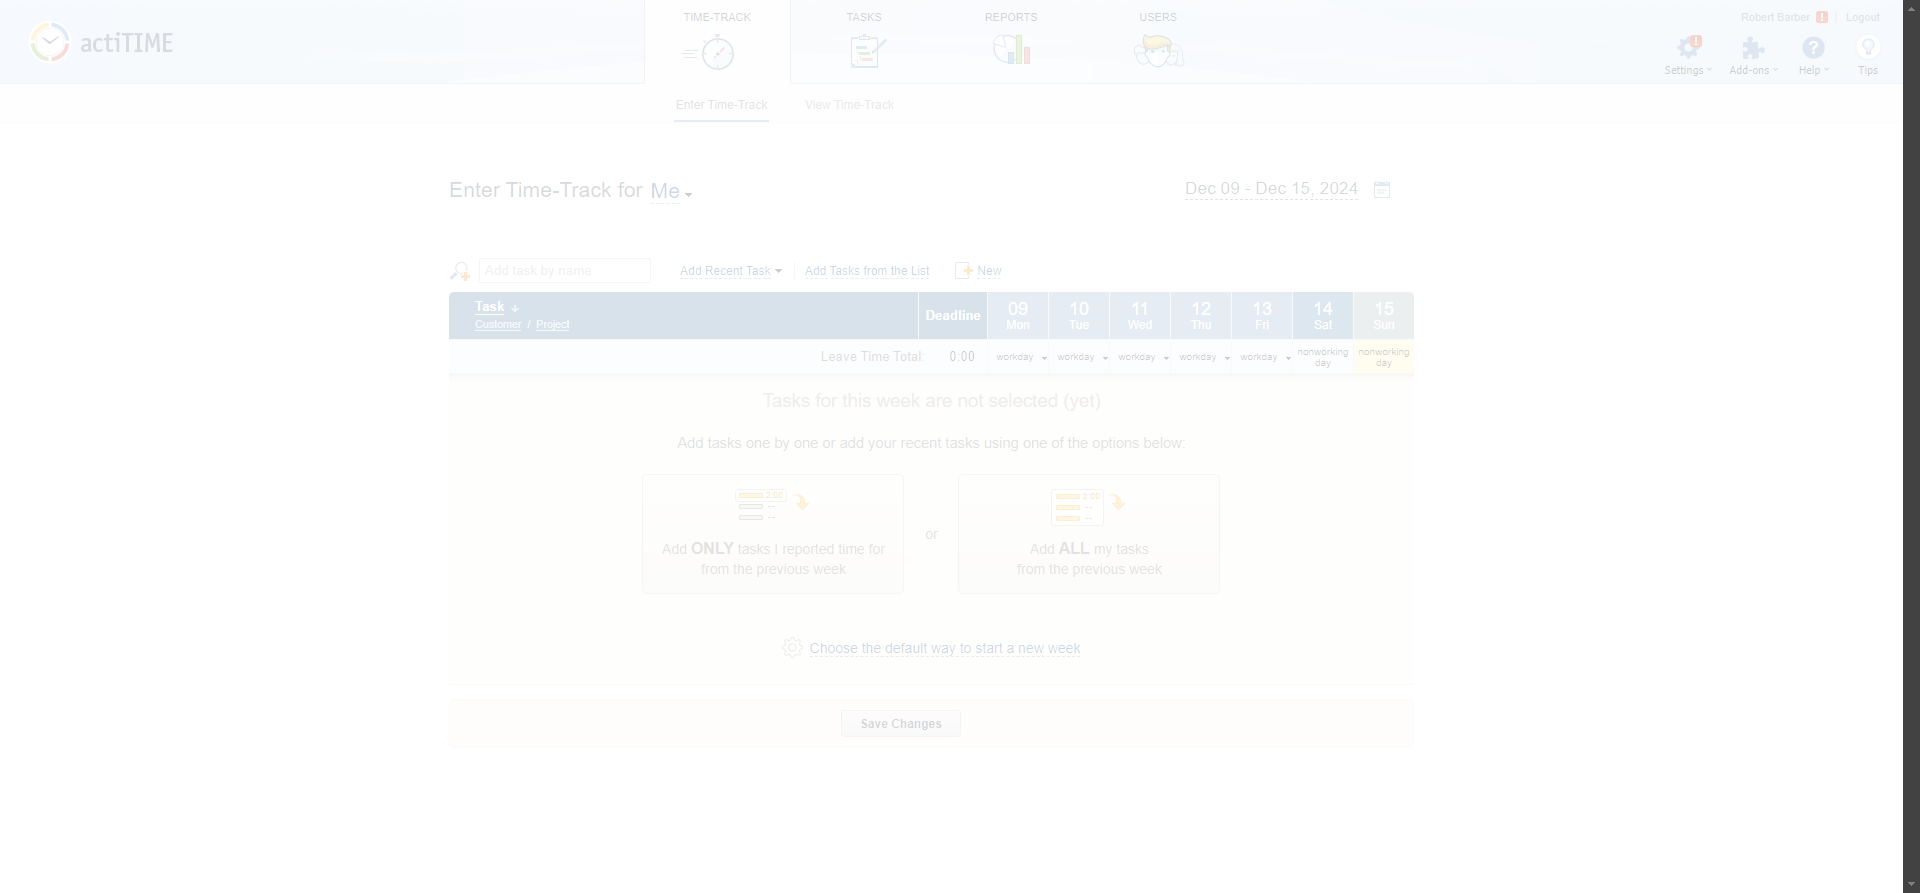 actiTIME
TIME-TRACK
TASKS
REPORTS
USERS
Robert Barber ! Logout
Settings
Add-ons
Help
Tips
Enter Time-Track
View Time-Track
Enter Time-Track for Me
Dec 09 - Dec 15, 2024
Add task by name
Add Recent Task
Add Tasks from the List
New
Task
Customer / Project
Deadline
09 Mon
10 Tue
11 Wed
12 Thu
13 Fri
14 Sat
15 Sun
Leave Time Total: 0:00
workday
workday
workday
workday
workday
nonworking day
nonworking day
Tasks for this week are not selected (yet)
Add tasks one by one or add your recent tasks using one of the options below:
2:00
Add ONLY tasks I reported time for
from the previous week
or
2:00
Add ALL my tasks
from the previous week
Choose the default way to start a new week
Save Changes